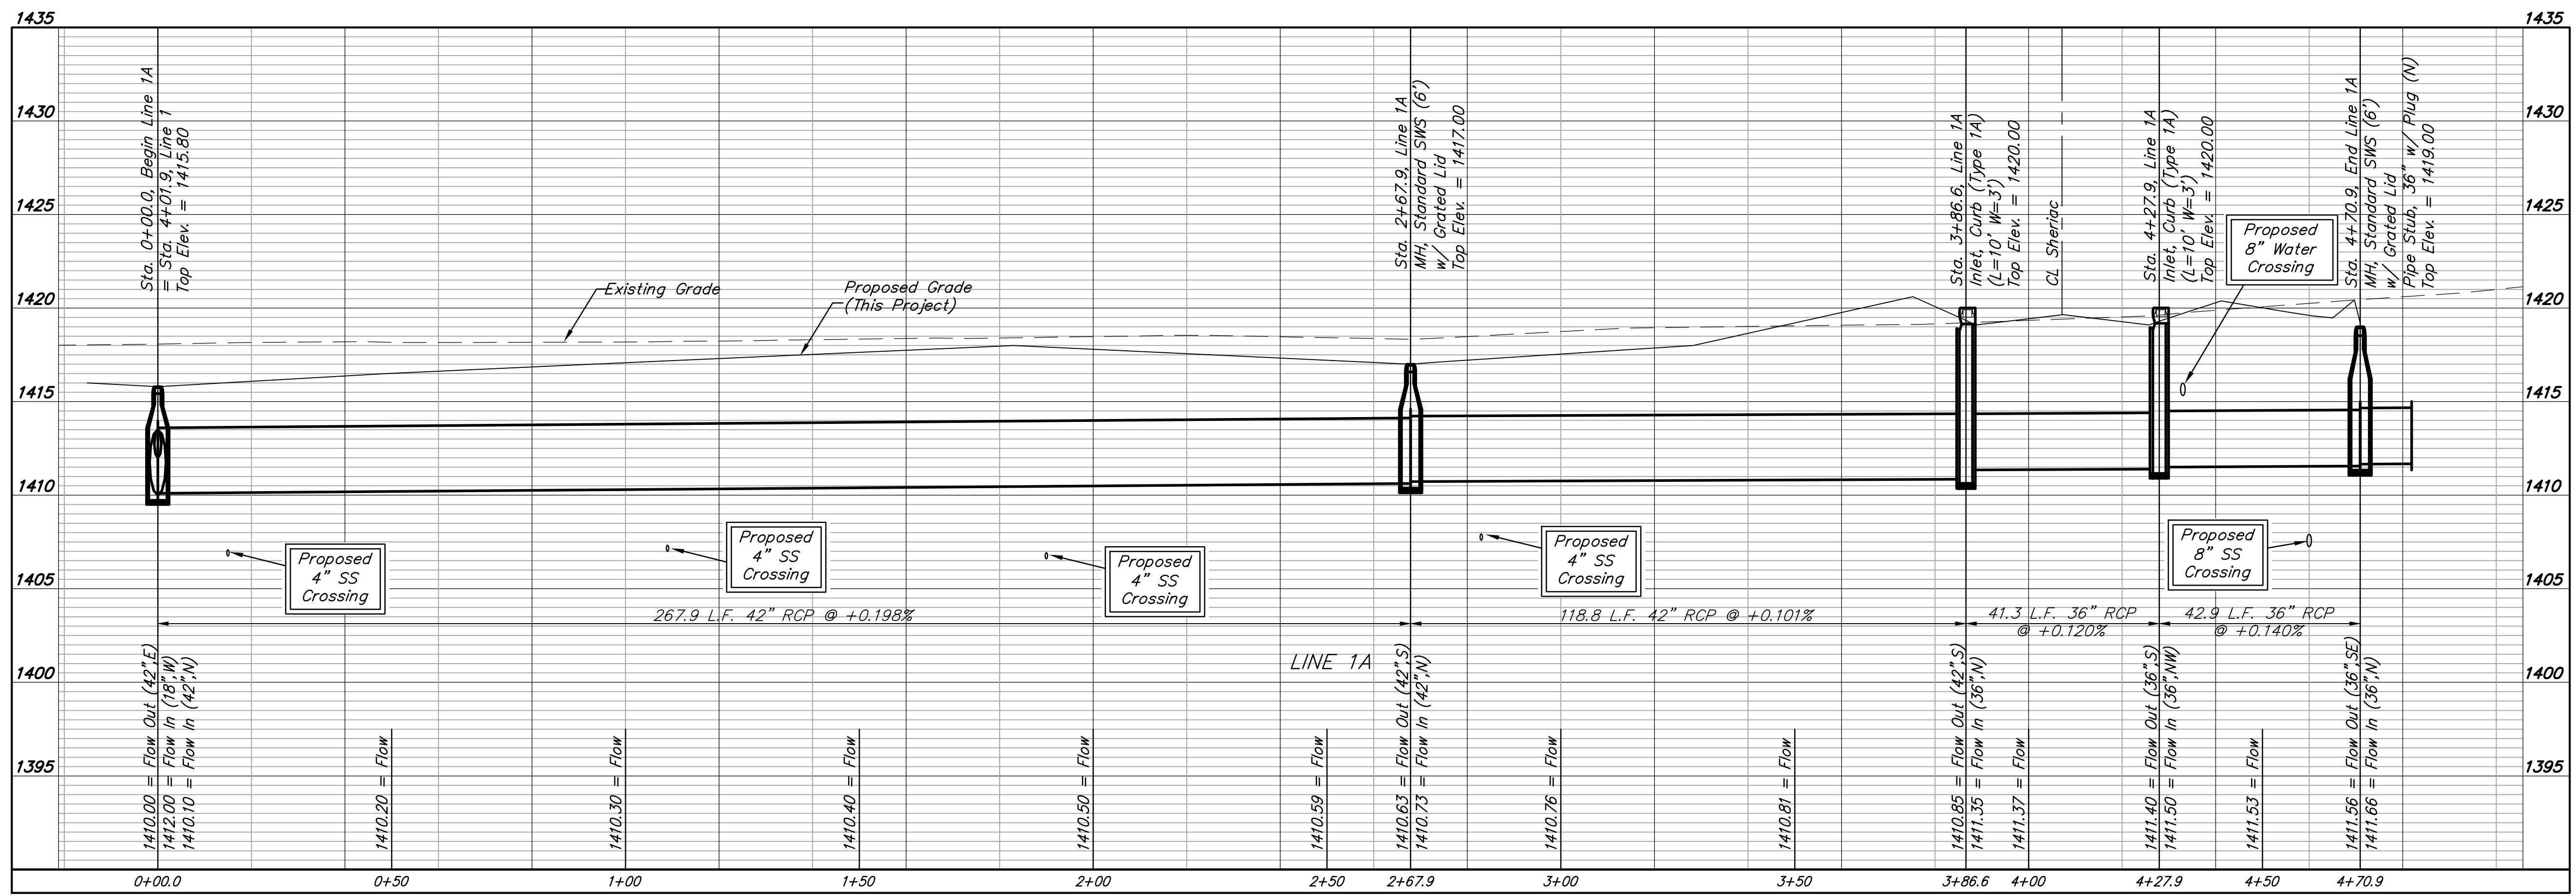 1435
1435
1430
1430
1425
1425
1420
1420
1415
1415
1410
1410
1405
1405
1400
1400
1395
1395
Sta. 0+00.0, Begin Line 1A
= Sta. 4+01.9, Line 1
Top Elev. = 1415.80
Existing Grade
Proposed Grade
(This Project)
Sta. 2+67.9, Line 1A
MH, Standard SWS (6')
w/ Grated Lid
Top Elev. = 1417.00
Sta. 3+86.6, Line 1A
Inlet, Curb (Type 1A)
(L=10' W=3')
Top Elev. = 1420.00
CL Sheriac
Sta. 4+27.9, Line 1A
Inlet, Curb (Type 1A)
(L=10' W=3')
Top Elev. = 1420.00
Proposed
8" Water
Crossing
Sta. 4+70.9, End Line 1A
MH, Standard SWS (6')
w/ Grated Lid
Pipe Stub, 36" w/ Plug (N)
Top Elev. = 1419.00
Proposed
4" SS
Crossing
Proposed
4" SS
Crossing
Proposed
4" SS
Crossing
Proposed
4" SS
Crossing
Proposed
8" SS
Crossing
267.9 L.F. 42" RCP @ +0.198%
118.8 L.F. 42" RCP @ +0.101%
41.3 L.F. 36" RCP
@ +0.120%
42.9 L.F. 36" RCP
@ +0.140%
LINE 1A
1410.00 = Flow Out (42",E)
1412.00 = Flow In (18",W)
1410.10 = Flow In (42",N)
1410.20 = Flow
1410.30 = Flow
1410.40 = Flow
1410.50 = Flow
1410.59 = Flow
1410.63 = Flow Out (42",S)
1410.73 = Flow In (42",N)
1410.76 = Flow
1410.81 = Flow
1410.85 = Flow Out (42",S)
1411.35 = Flow In (36",N)
1411.37 = Flow
1411.40 = Flow Out (36",S)
1411.50 = Flow In (36",NW)
1411.53 = Flow
1411.56 = Flow Out (36",SE)
1411.66 = Flow In (36",N)
0+00.0
0+50
1+00
1+50
2+00
2+50
2+67.9
3+00
3+50
3+86.6
4+00
4+27.9
4+50
4+70.9